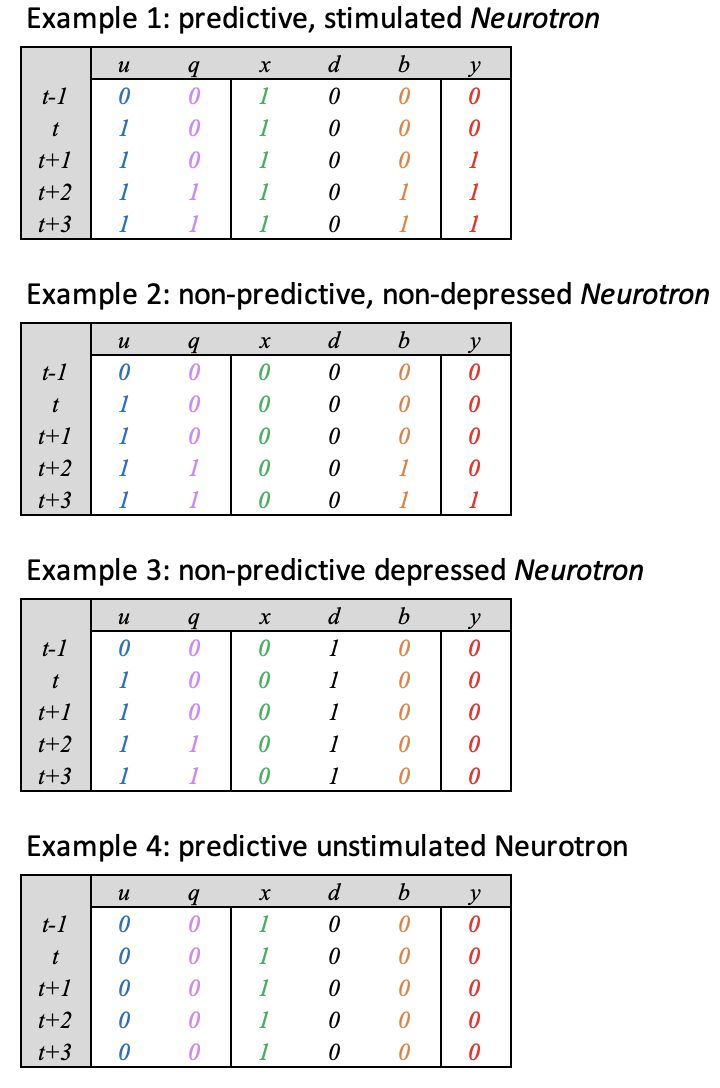 Example 1: predictive, stimulated Neurotron
u q x d b y
t-1 0 0 1 0 0 0
t 1 0 1 0 0 0
t+1 1 0 1 0 0 1
t+2 1 1 1 0 1 1
t+3 1 1 1 0 1 1
Example 2: non-predictive, non-depressed Neurotron
u q x d b y
t-1 0 0 0 0 0 0
t 1 0 0 0 0 0
t+1 1 0 0 0 0 0
t+2 1 1 0 0 1 0
t+3 1 1 0 0 1 1
Example 3: non-predictive depressed Neurotron
u q x d b y
t-1 0 0 0 1 0 0
t 1 0 0 1 0 0
t+1 1 0 0 1 0 0
t+2 1 1 0 1 0 0
t+3 1 1 0 1 0 0
Example 4: predictive unstimulated Neurotron
u q x d b y
t-1 0 0 1 0 0 0
t 0 0 1 0 0 0
t+1 0 0 1 0 0 0
t+2 0 0 1 0 0 0
t+3 0 0 1 0 0 0